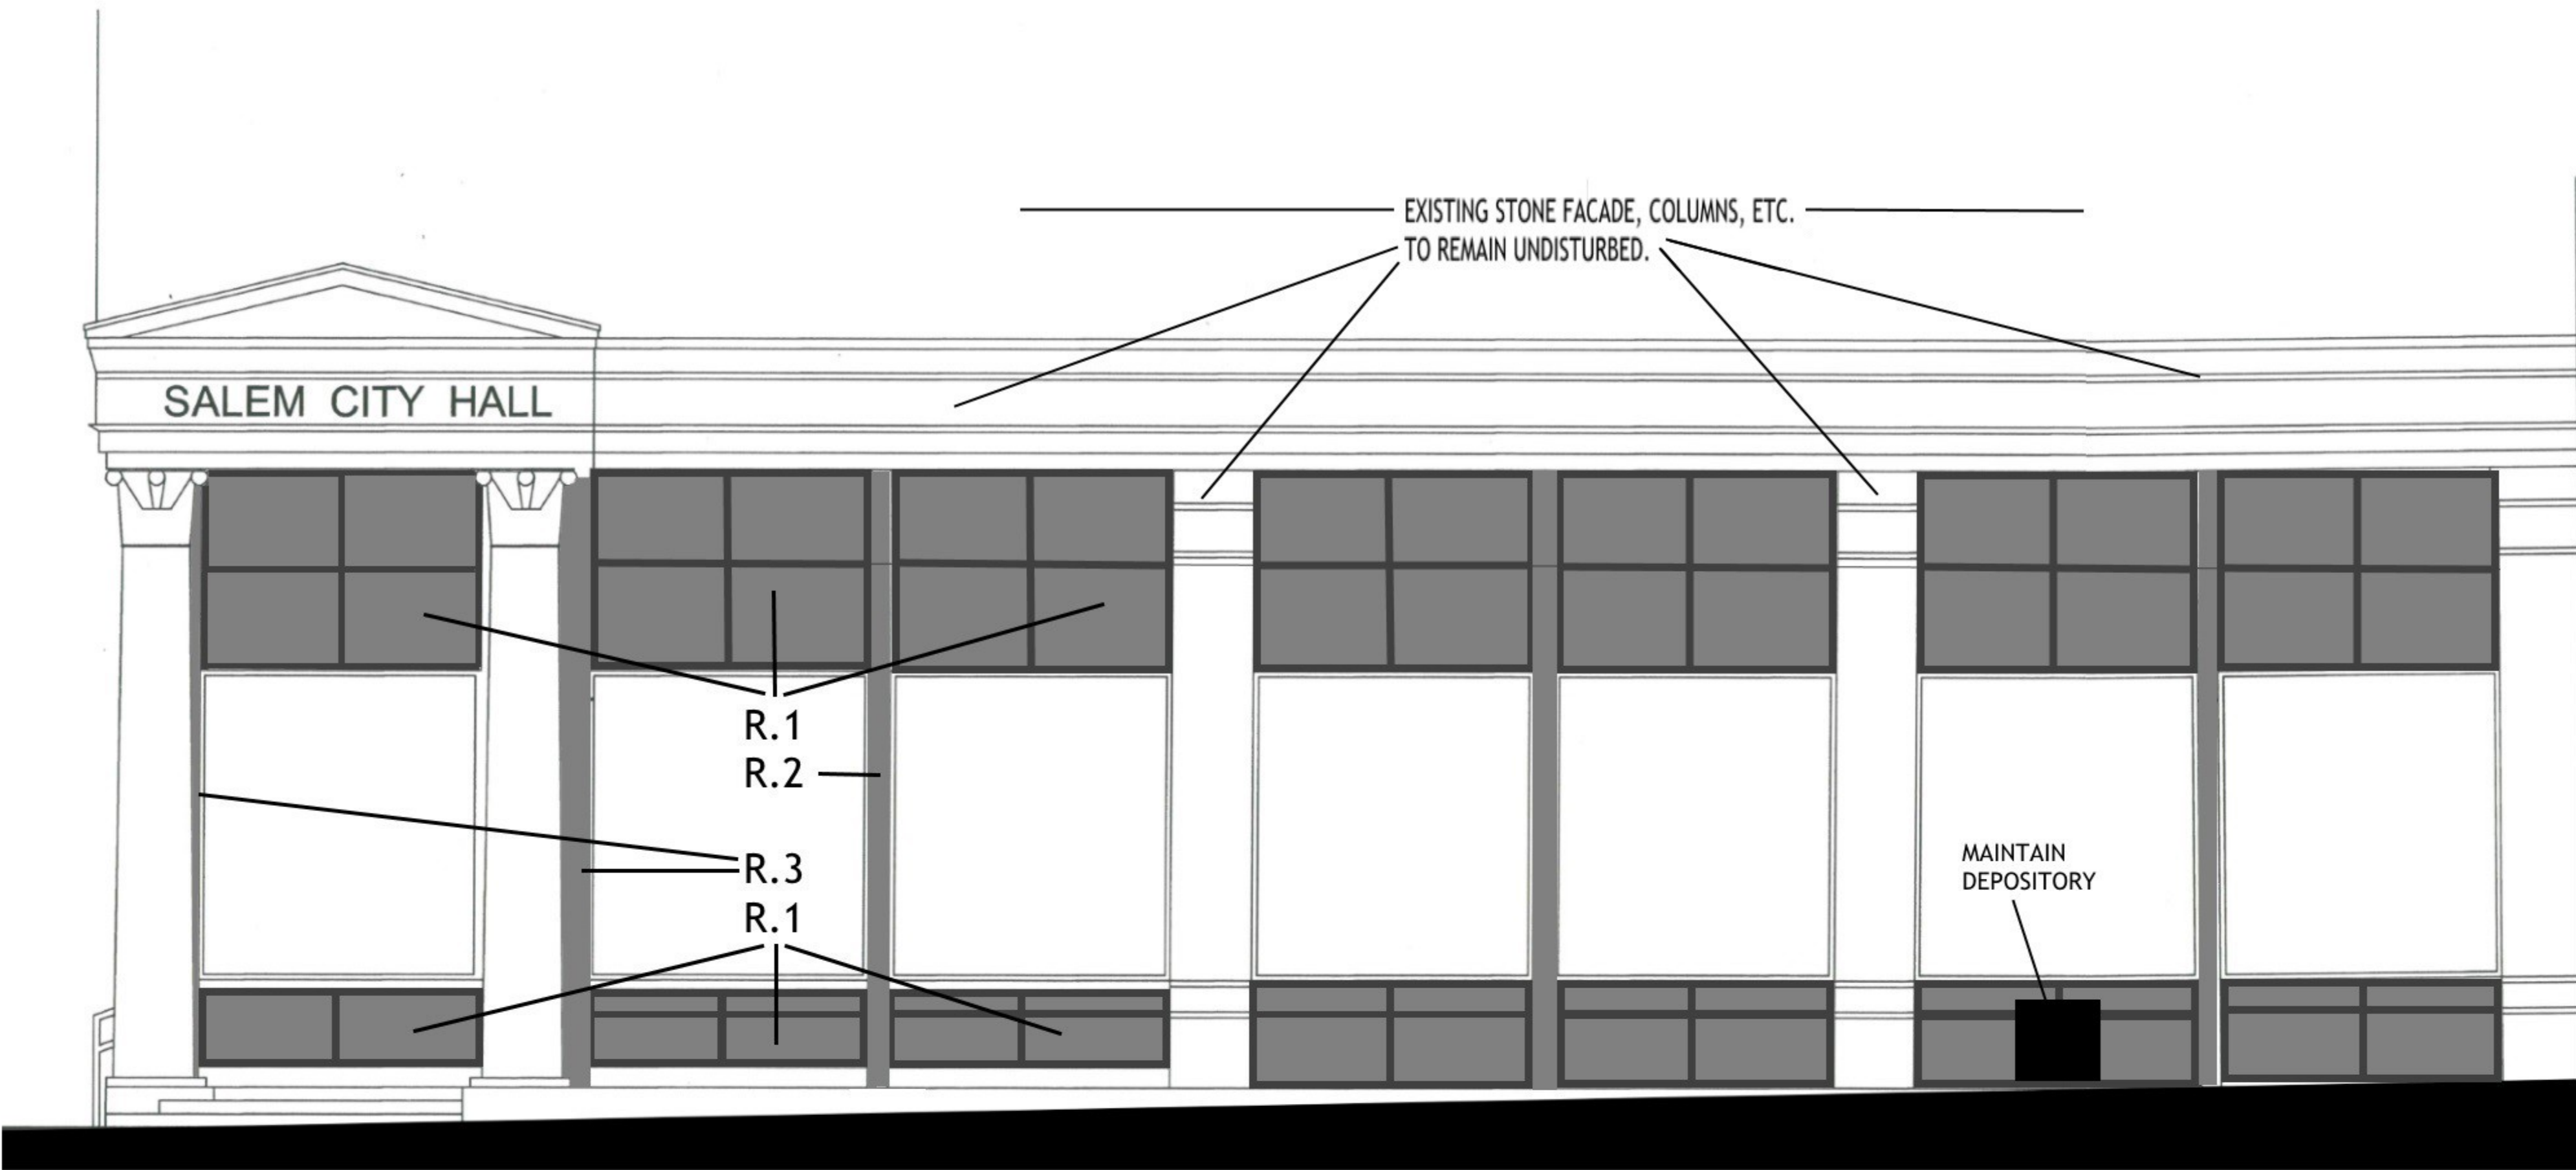 EXISTING STONE FACADE, COLUMNS, ETC.
TO REMAIN UNDISTURBED.
SALEM CITY HALL
R.1
R.2
R.3
R.1
MAINTAIN
DEPOSITORY